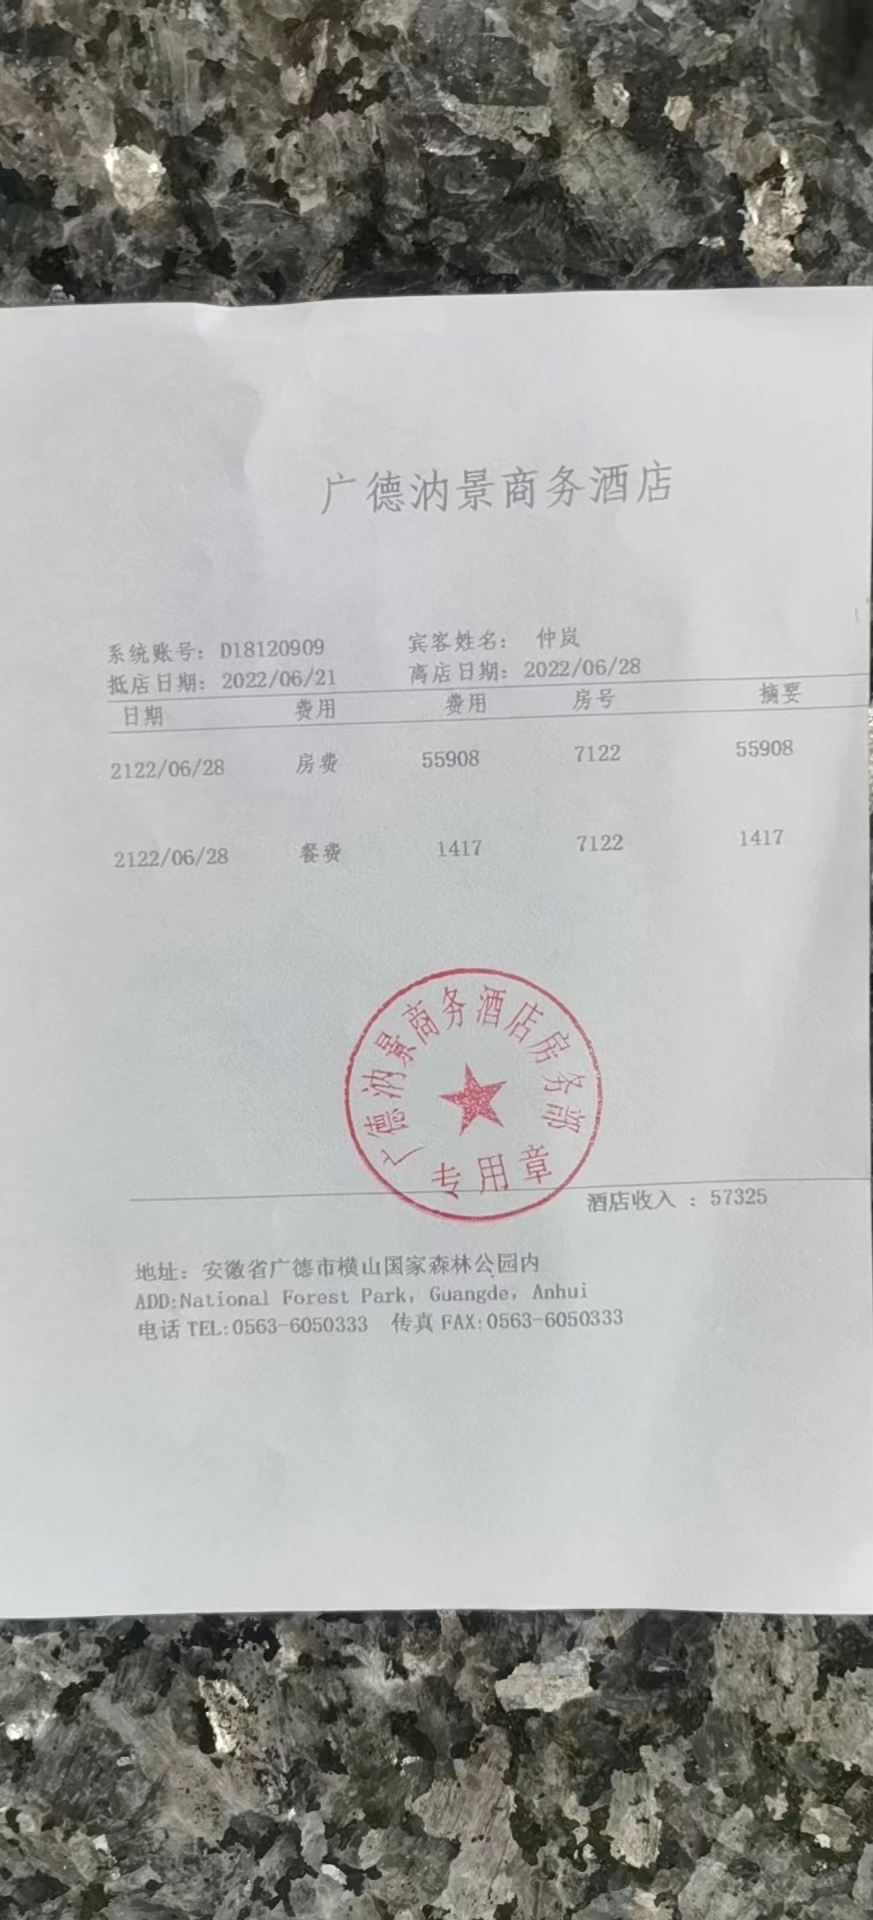 广德汭景商务酒店
系统账号：D18120909 宾客姓名： 仲岚
抵店日期：2022/06/21 离店日期：2022/06/28
日期 费用 费用 房号 摘要
2122/06/28 房费 55908 7122 55908
2122/06/28 餐费 1417 7122 1417
广德汭景商务酒店房务部
专用章
酒店收入 ：57325
地址：安徽省广德市横山国家森林公园内
ADD:National Forest Park, Guangde, Anhui
电话 TEL:0563-6050333 传真 FAX:0563-6050333